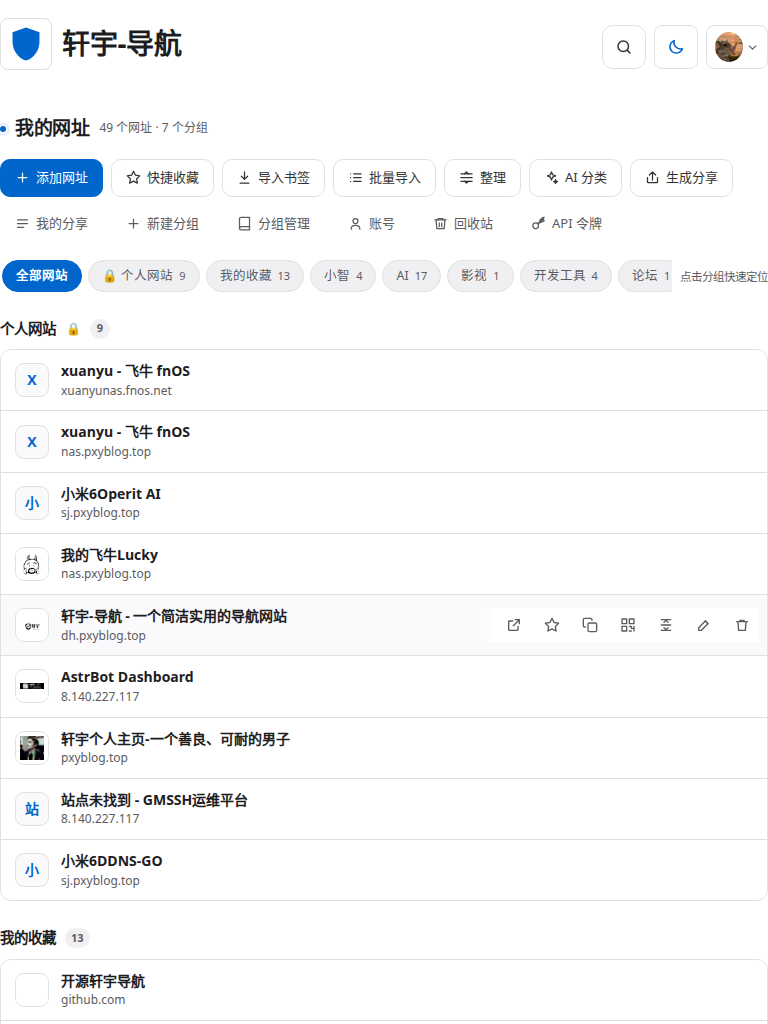 轩宇-导航
我的网址 49 个网址 · 7 个分组
添加网址 快捷收藏 导入书签 批量导入 整理 AI 分类 生成分享
我的分享 新建分组 分组管理 账号 回收站 API 令牌
全部网站 🔒 个人网站 9 我的收藏 13 小智 4 AI 17 影视 1 开发工具 4 论坛 1 点击分组快速定位
个人网站 🔒 9
X
xuanyu - 飞牛 fnOS
xuanyunas.fnos.net
X
xuanyu - 飞牛 fnOS
nas.pxyblog.top
小
小米6Operit AI
sj.pxyblog.top
我的飞牛Lucky
nas.pxyblog.top
轩宇-导航 - 一个简洁实用的导航网站
dh.pxyblog.top
AstrBot Dashboard
8.140.227.117
轩宇个人主页-一个善良、可耐的男子
pxyblog.top
站
站点未找到 - GMSSH运维平台
8.140.227.117
小
小米6DDNS-GO
sj.pxyblog.top
我的收藏 13
开源轩宇导航
github.com